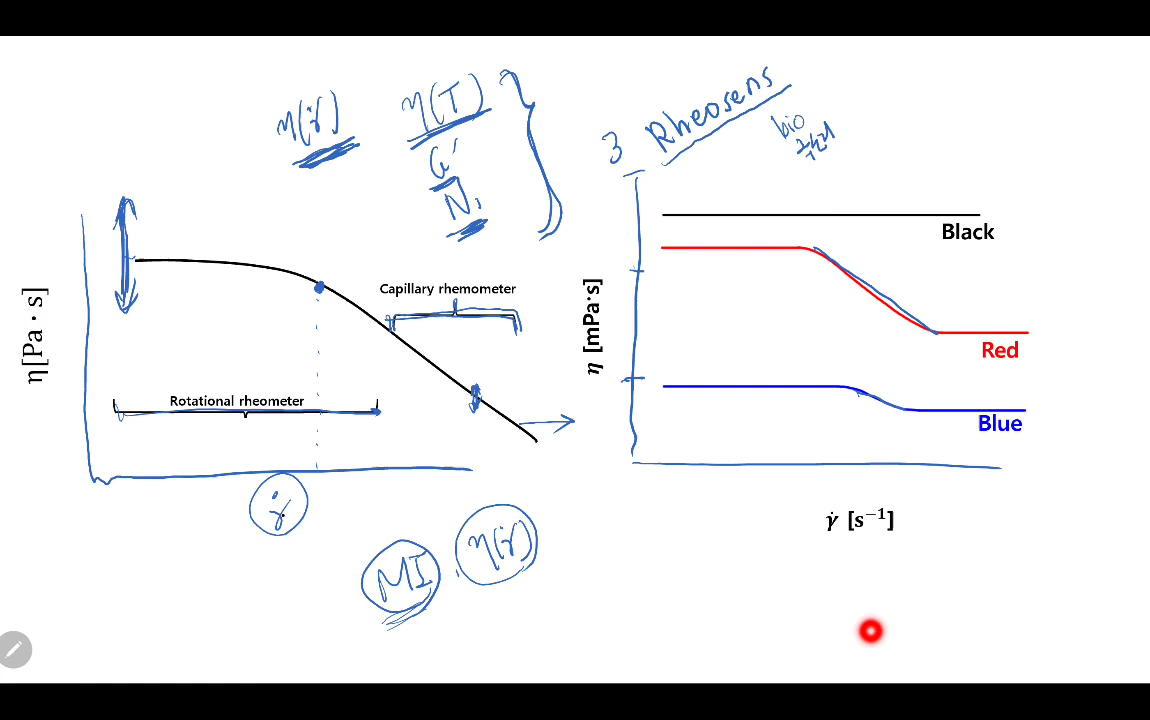 η(γ̇)
η(T)
G'
N₁
3 Rheosens
bio
η[Pa · s]
Capillary rhemometer
Rotational rheometer
γ̇
MI, η(γ̇)
η [mPa·s]
Black
Red
Blue
γ̇ [s⁻¹]